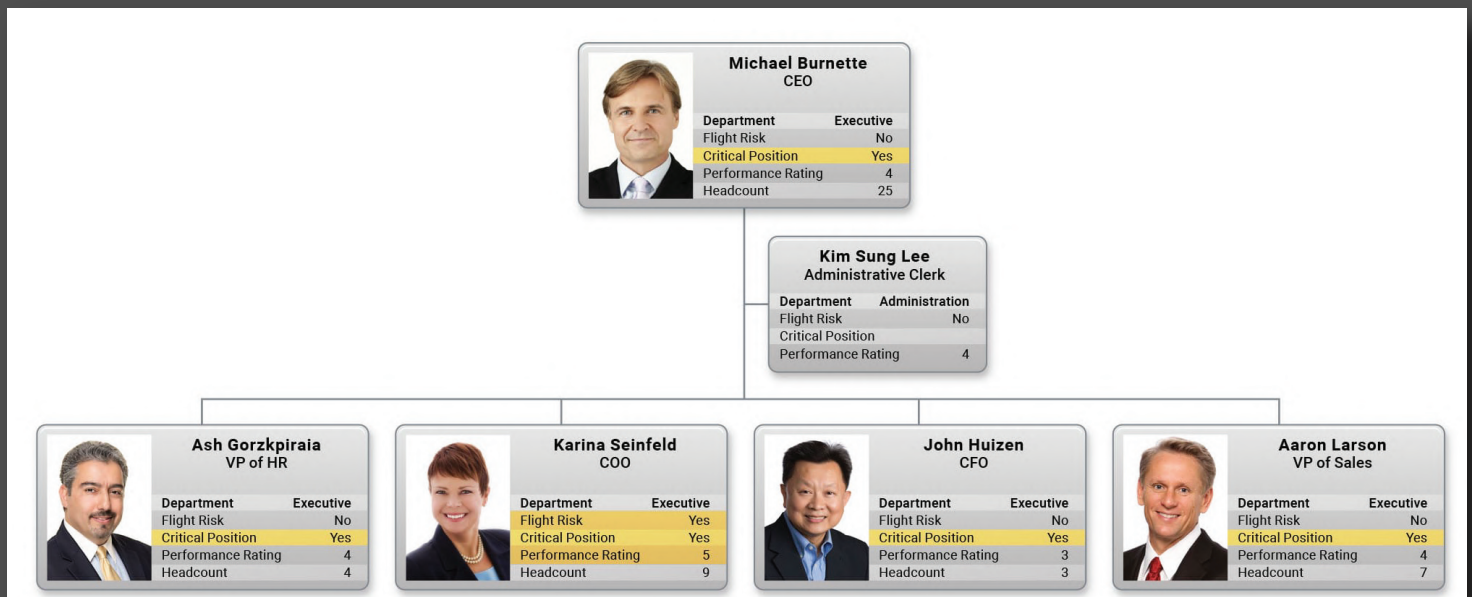 Michael Burnette
CEO
Department Executive
Flight Risk No
Critical Position Yes
Performance Rating 4
Headcount 25
Kim Sung Lee
Administrative Clerk
Department Administration
Flight Risk No
Critical Position
Performance Rating 4
Ash Gorzkpiraia
VP of HR
Department Executive
Flight Risk No
Critical Position Yes
Performance Rating 4
Headcount 4
Karina Seinfeld
COO
Department Executive
Flight Risk Yes
Critical Position Yes
Performance Rating 5
Headcount 9
John Huizen
CFO
Department Executive
Flight Risk No
Critical Position Yes
Performance Rating 3
Headcount 3
Aaron Larson
VP of Sales
Department Executive
Flight Risk No
Critical Position Yes
Performance Rating 4
Headcount 7